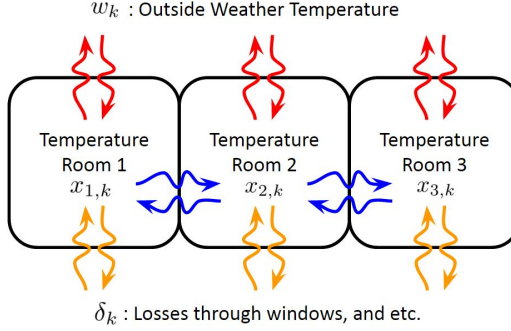 w_k : Outside Weather Temperature
Temperature Room 1 x_{1,k}
Temperature Room 2 x_{2,k}
Temperature Room 3 x_{3,k}
δ_k : Losses through windows, and etc.